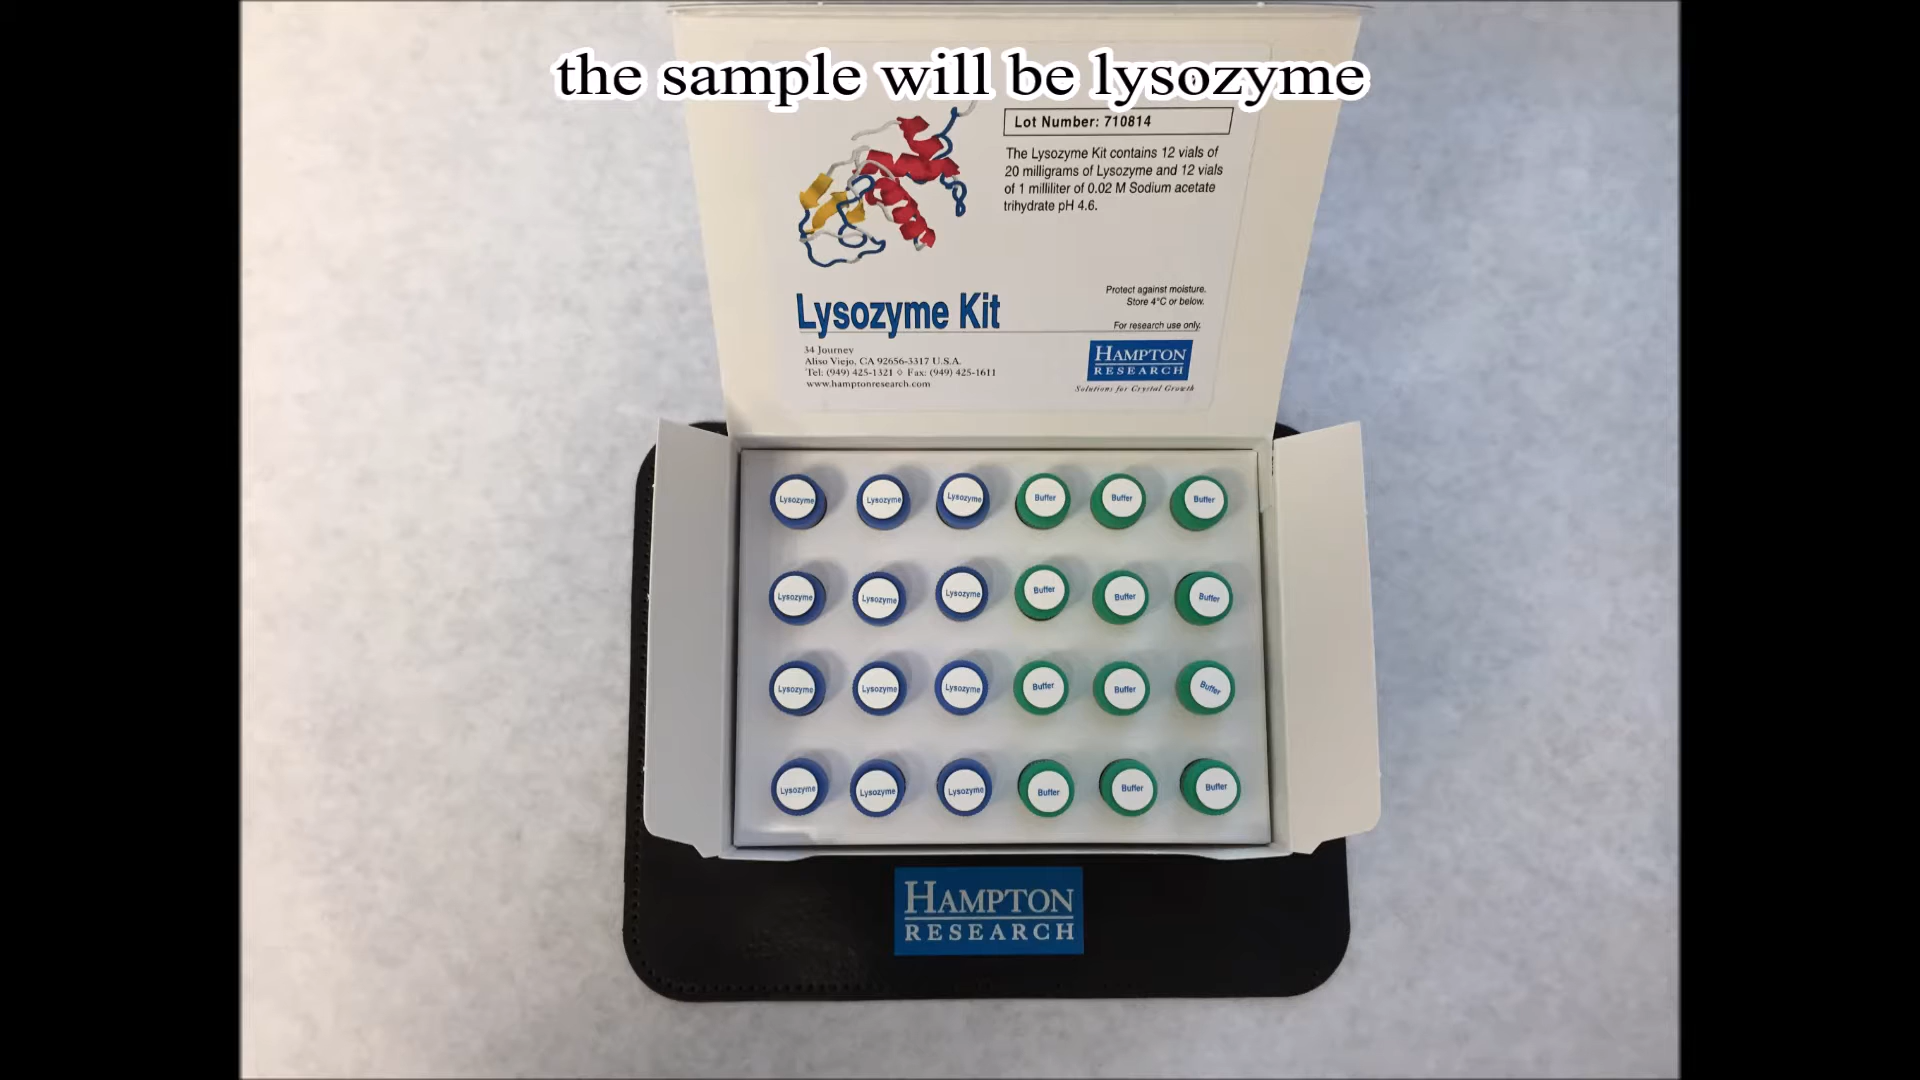 the sample will be lysozyme
Lot Number: 710814
The Lysozyme Kit contains 12 vials of
20 milligrams of Lysozyme and 12 vials
of 1 milliliter of 0.02 M Sodium acetate
trihydrate pH 4.6.
Protect against moisture.
Store 4°C or below.
Lysozyme Kit
For research use only.
34 Journey
Aliso Viejo, CA 92656-3317 U.S.A.
Tel: (949) 425-1321 ◊ Fax: (949) 425-1611
www.hamptonresearch.com
HAMPTON
RESEARCH
Solutions for Crystal Growth
Lysozyme Lysozyme Lysozyme Buffer Buffer Buffer
Lysozyme Lysozyme Lysozyme Buffer Buffer Buffer
Lysozyme Lysozyme Lysozyme Buffer Buffer Buffer
Lysozyme Lysozyme Lysozyme Buffer Buffer Buffer
HAMPTON
RESEARCH